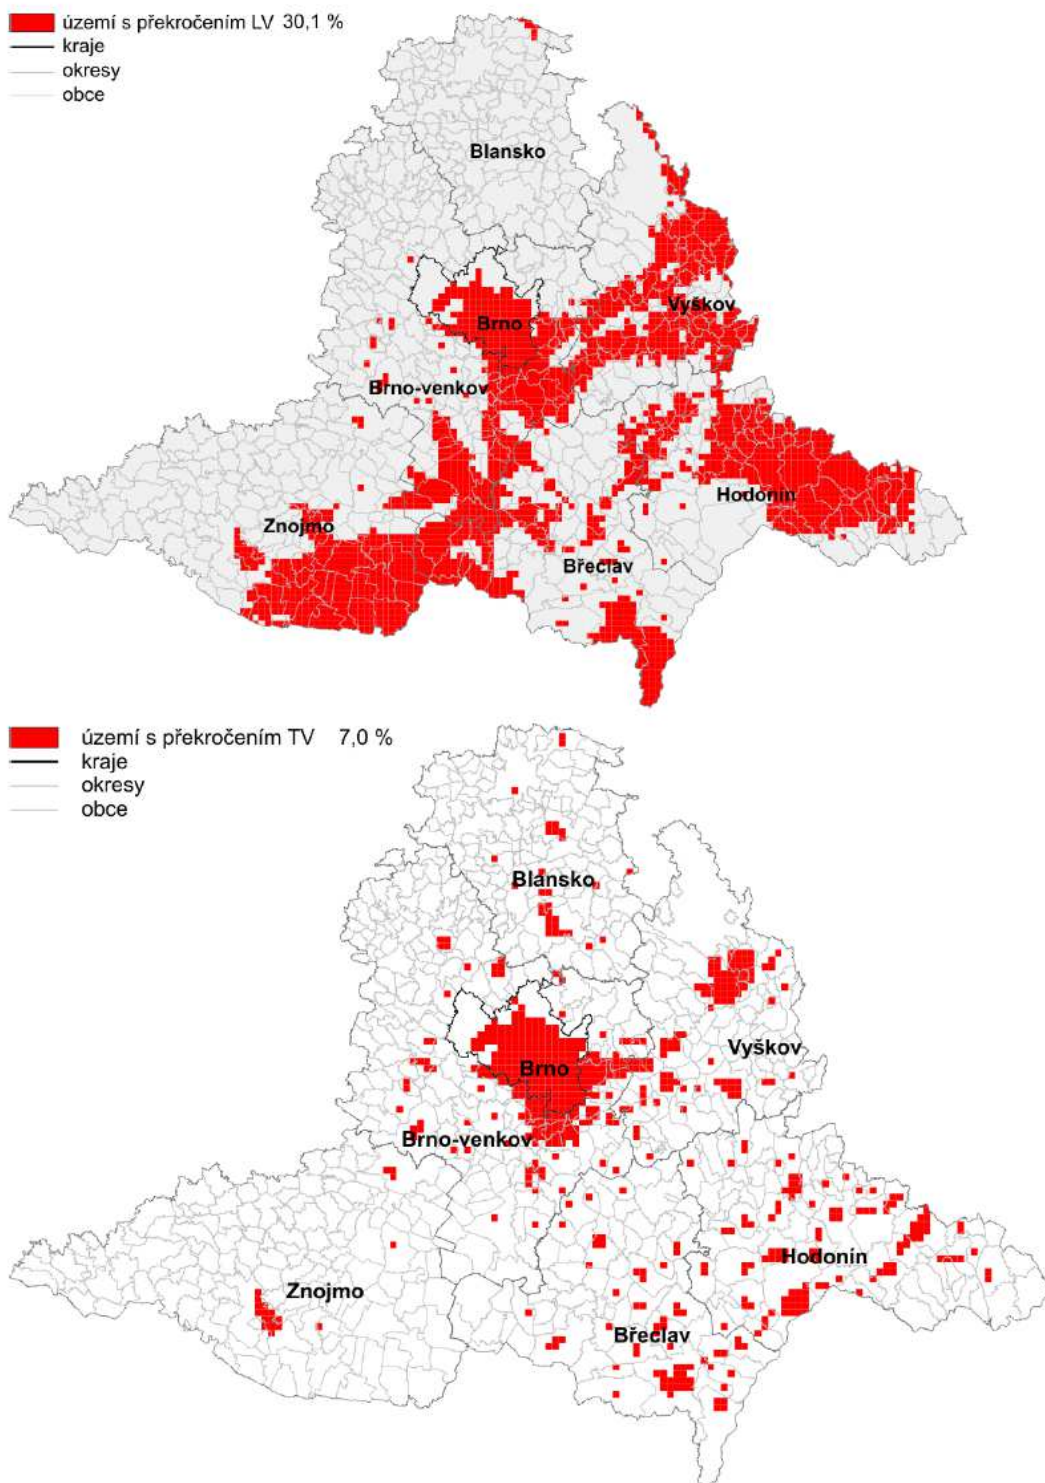 území s překročením LV 30,1 %
kraje
okresy
obce
Blansko
Vyškov
Brno
Brno-venkov
Hodonín
Znojmo
Břeclav
území s překročením TV 7,0 %
kraje
okresy
obce
Blansko
Vyškov
Brno
Brno-venkov
Hodonín
Znojmo
Břeclav